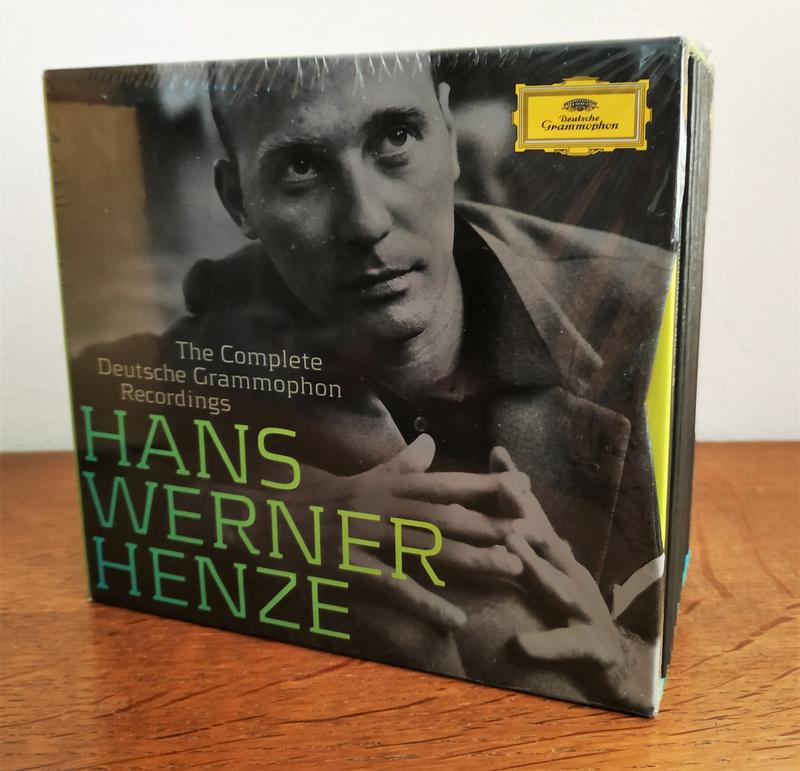 Deutsche
Grammophon
The Complete
Deutsche Grammophon
Recordings
HANS
WERNER
HENZE